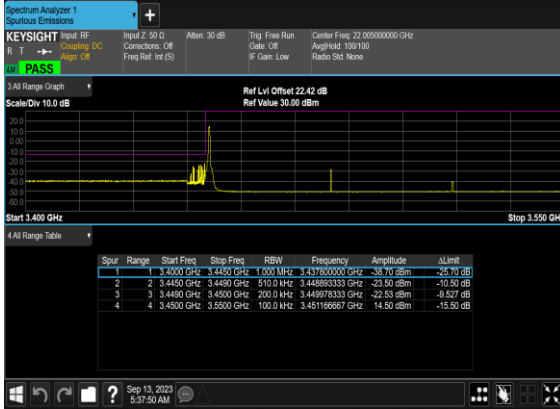 Spectrum Analyzer 1
Spurious Emissions
+
KEYSIGHT Input: RF Input Z: 50 Ω Atten: 30 dB Trig: Free Run Center Freq: 22.005000000 GHz
R T Coupling: DC Corrections: Off Gate: Off Avg|Hold: 100/100
Align: Off Freq Ref: Int (S) IF Gain: Low Radio Std: None
PASS
3 All Range Graph
Ref Lvl Offset 22.42 dB
Scale/Div 10.0 dB Ref Value 30.00 dBm
20.0
10.0
0.00
-10.0
-20.0
-30.0
-40.0
-50.0
-60.0
Start 3.400 GHz Stop 3.550 GH
4 All Range Table
Spur Range Start Freq Stop Freq RBW Frequency Amplitude ΔLimit
1 1 3.4000 GHz 3.4450 GHz 1.000 MHz 3.437800000 GHz -38.70 dBm -25.70 dB
2 2 3.4450 GHz 3.4490 GHz 510.0 kHz 3.448893333 GHz -23.50 dBm -10.50 dB
3 3 3.4490 GHz 3.4500 GHz 200.0 kHz 3.449978333 GHz -22.53 dBm -9.527 dB
4 4 3.4500 GHz 3.5500 GHz 100.0 kHz 3.451166667 GHz 14.50 dBm -15.50 dB
? Sep 13, 2023
5:37:50 AM